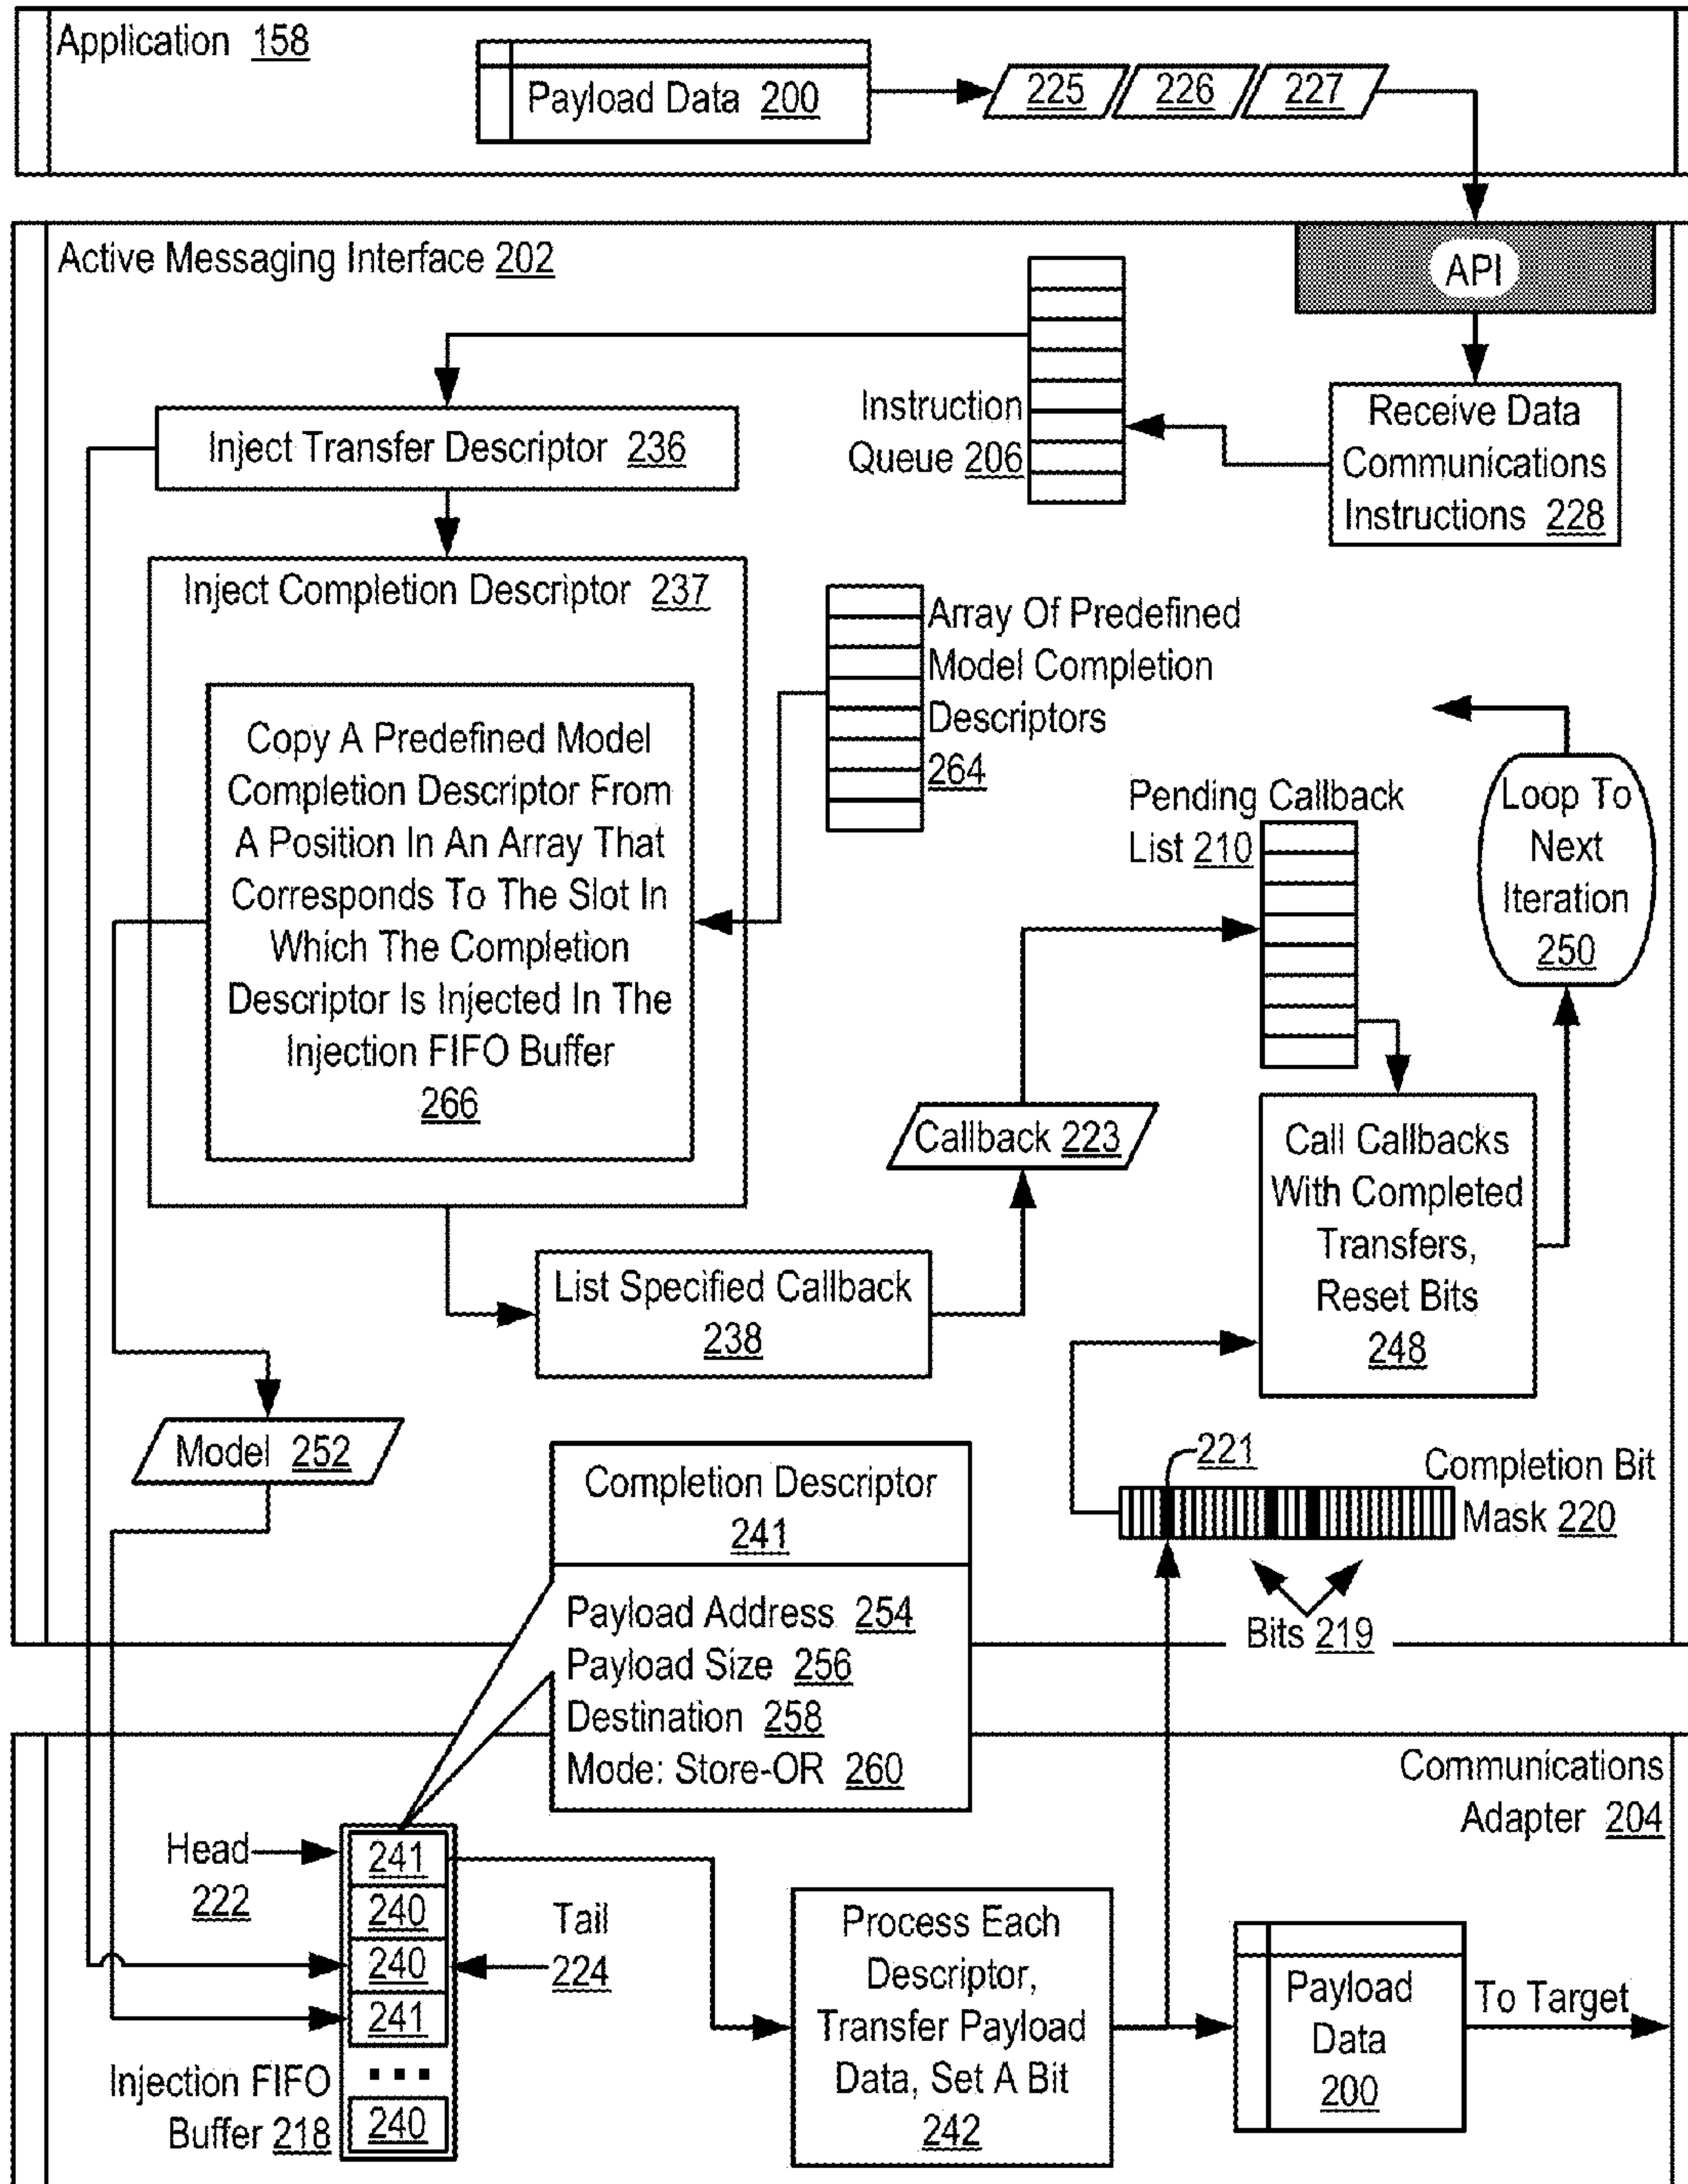 Application 158
Payload Data 200
225 226 227
Active Messaging Interface 202
API
Instruction
Queue 206
Receive Data
Communications
Instructions 228
Inject Transfer Descriptor 236
Inject Completion Descriptor 237
Copy A Predefined Model
Completion Descriptor From
A Position In An Array That
Corresponds To The Slot In
Which The Completion
Descriptor Is Injected In The
Injection FIFO Buffer
266
Array Of Predefined
Model Completion
Descriptors
264
Pending Callback
List 210
Loop To
Next
Iteration
250
Callback 223
Call Callbacks
With Completed
Transfers,
Reset Bits
248
List Specified Callback
238
Model 252
221
Completion Bit
Mask 220
Bits 219
Completion Descriptor
241
Payload Address 254
Payload Size 256
Destination 258
Mode: Store-OR 260
Communications
Adapter 204
Head
222
241
240
240
241
...
240
Tail
224
Injection FIFO
Buffer 218
Process Each
Descriptor,
Transfer Payload
Data, Set A Bit
242
Payload
Data
200
To Target